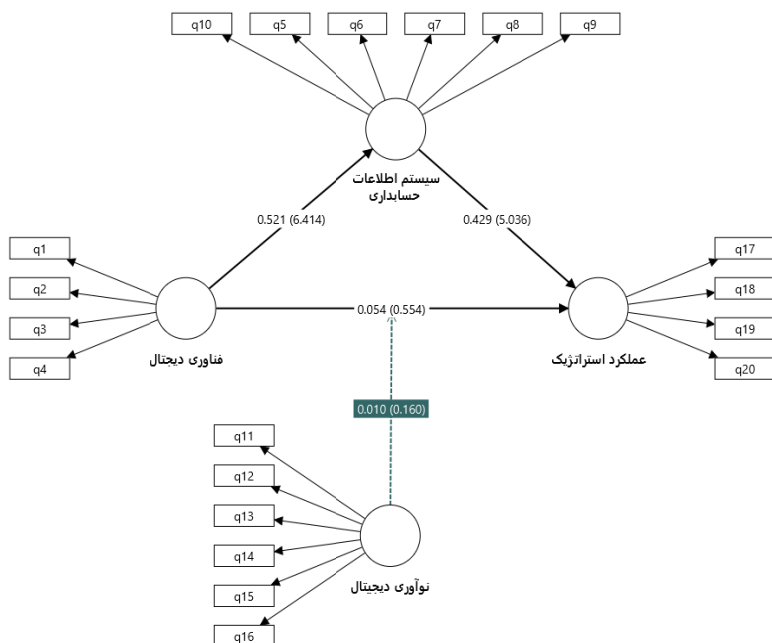 q10 q5 q6 q7 q8 q9
سیستم اطلاعات
حسابداری
0.521 (6.414)
0.429 (5.036)
q1
q2
q3
q4
فناوری دیجتال
0.054 (0.554)
q17
q18
q19
q20
عملکرد استراتژیک
0.010 (0.160)
q11
q12
q13
q14
q15
q16
نوآوری دیجیتال